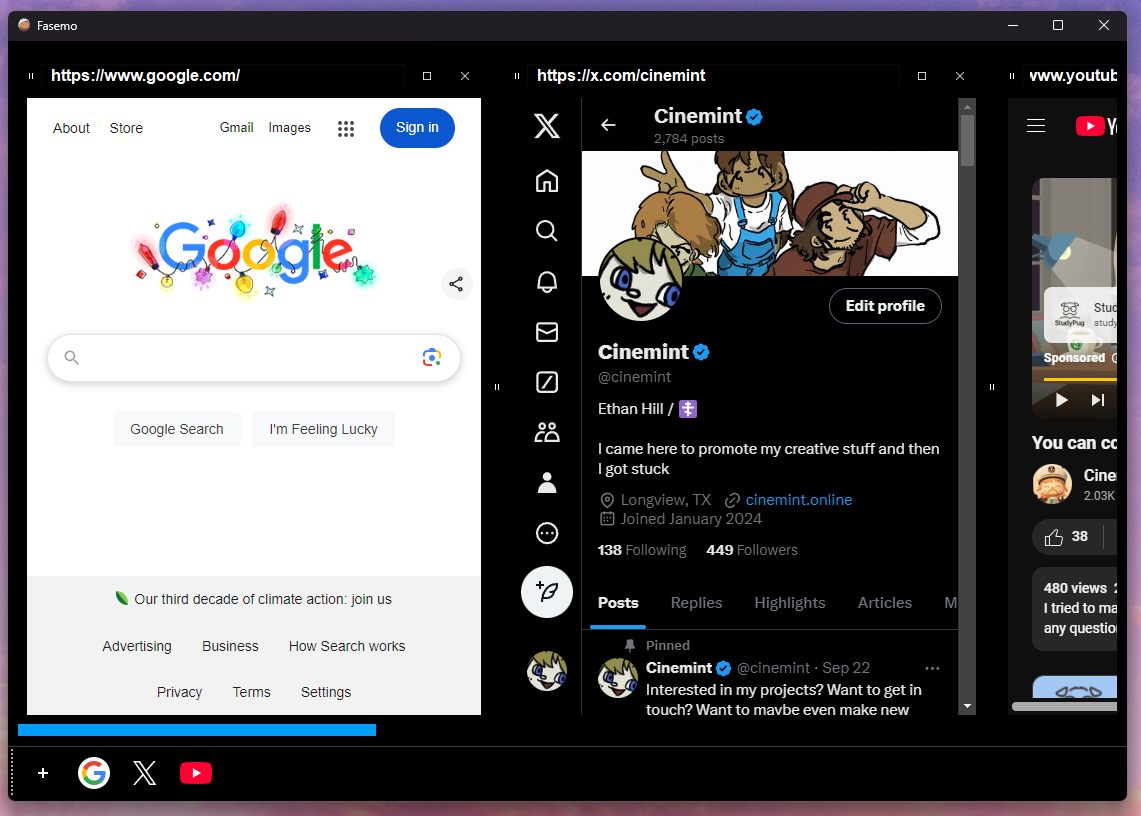 Fasemo
https://www.google.com/
About
Store
Gmail
Images
Sign in
Google
Google Search
I'm Feeling Lucky
Our third decade of climate action: join us
Advertising
Business
How Search works
Privacy
Terms
Settings
https://x.com/cinemint
Cinemint
2,784 posts
Edit profile
Cinemint
@cinemint
Ethan Hill /
I came here to promote my creative stuff and then
I got stuck
Longview, TX
cinemint.online
Joined January 2024
138 Following
449 Followers
Posts
Replies
Highlights
Articles
M
Pinned
Cinemint @cinemint · Sep 22
Interested in my projects? Want to get in
touch? Want to maybe even make new
www.youtub
StudyPug
Stud
study
Sponsored
You can co
Cine
2.03K
38
480 views
I tried to ma
any question